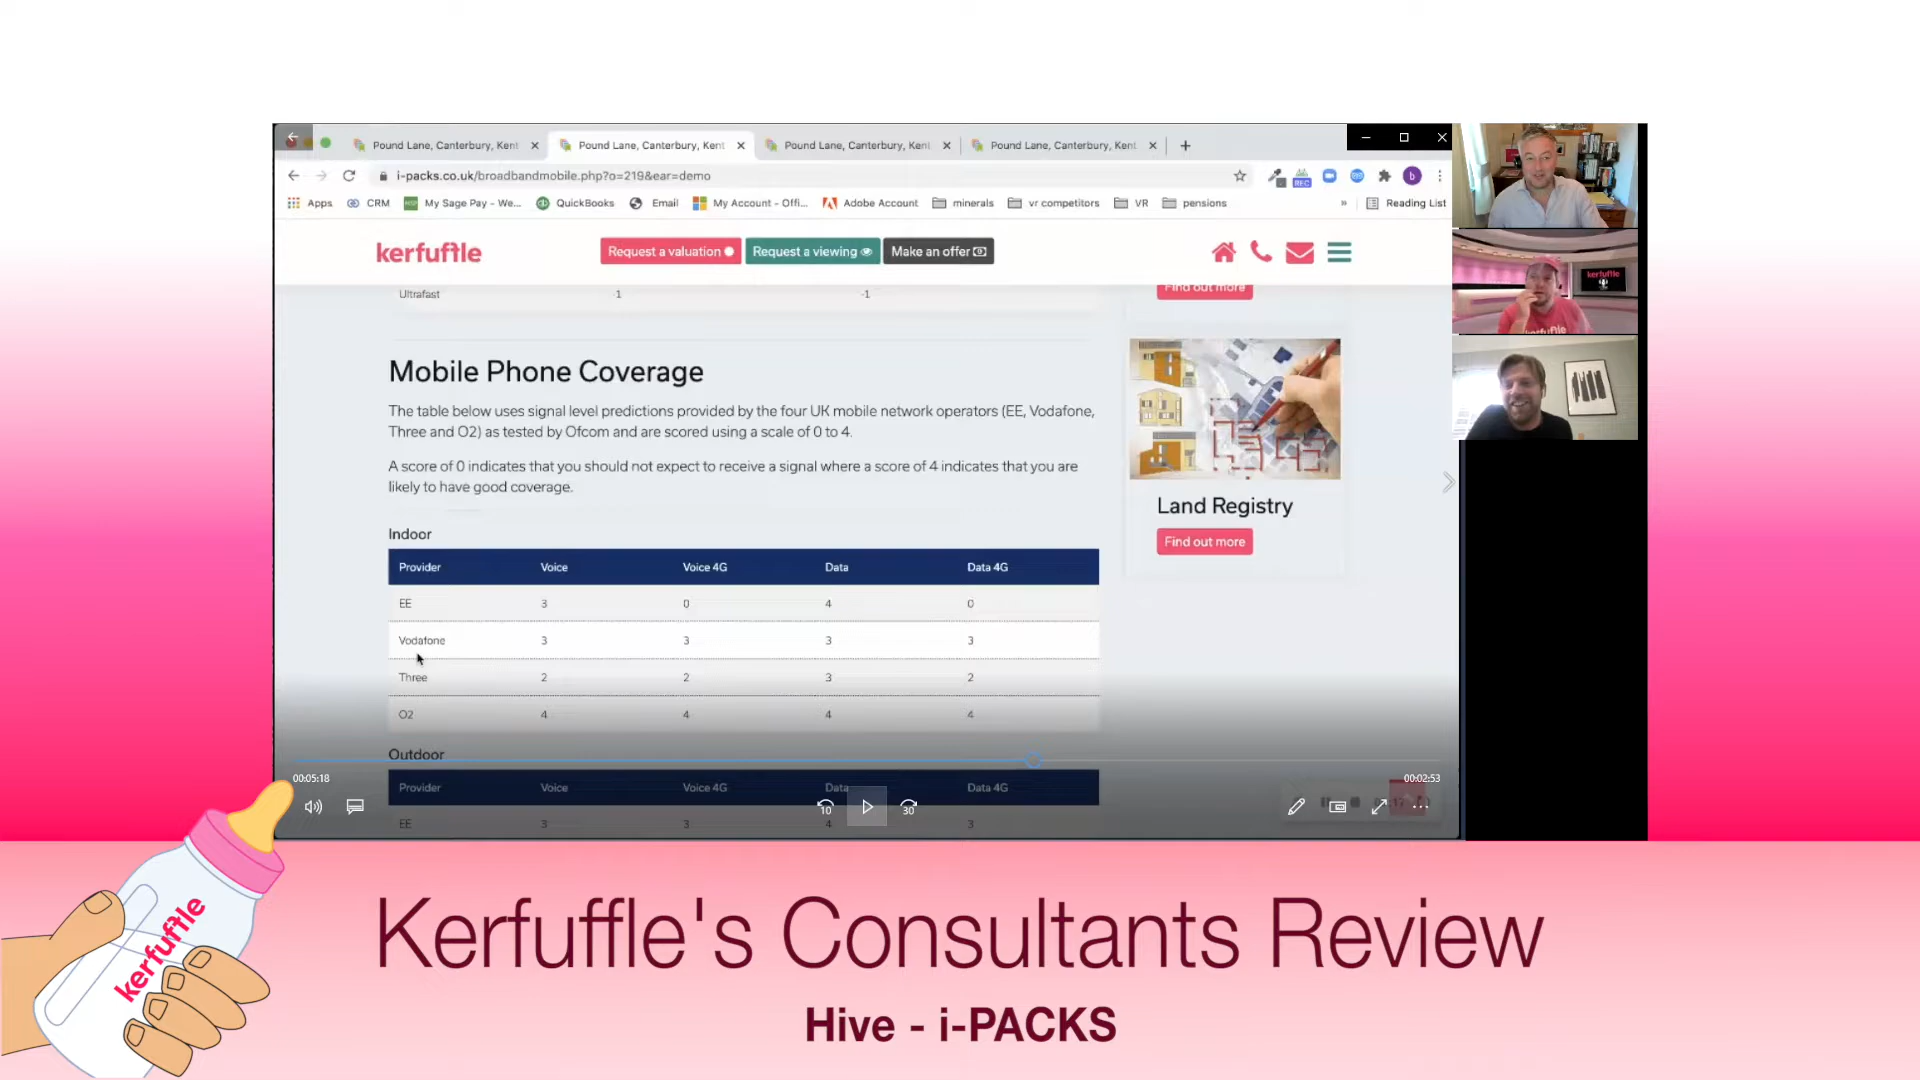 Pound Lane, Canterbury, Kent
Pound Lane, Canterbury, Kent
Pound Lane, Canterbury, Kent
Pound Lane, Canterbury, Kent
i-packs.co.uk/broadbandmobile.php?o=219&ear=demo
REC
b
Apps
CRM
My Sage Pay - We...
QuickBooks
Email
My Account - Offi...
Adobe Account
minerals
vr competitors
VR
pensions
»
Reading List
kerfuffle
Request a valuation
Request a viewing
Make an offer
Ultrafast -1 -1
Find out more
Mobile Phone Coverage
The table below uses signal level predictions provided by the four UK mobile network operators (EE, Vodafone,
Three and O2) as tested by Ofcom and are scored using a scale of 0 to 4.
A score of 0 indicates that you should not expect to receive a signal where a score of 4 indicates that you are
likely to have good coverage.
Land Registry
Find out more
Indoor
Provider Voice Voice 4G Data Data 4G
EE 3 0 4 0
Vodafone 3 3 3 3
Three 2 2 3 2
O2 4 4 4 4
Outdoor
Provider Voice Voice 4G Data Data 4G
EE 3 3 4 3
00:05:18
00:02:53
10
30
kerfuffle
kerfuffle
kerfuffle
Kerfuffle's Consultants Review
Hive - i-PACKS